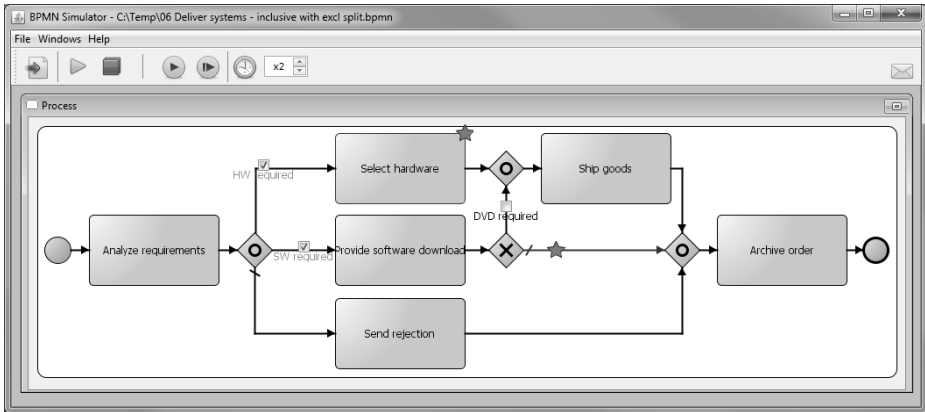 BPMN Simulator - C:\Temp\06 Deliver systems - inclusive with excl split.bpmn
File Windows Help
x2
Process
Select hardware
Ship goods
HW required
DVD required
Analyze requirements
SW required
Provide software download
Archive order
Send rejection